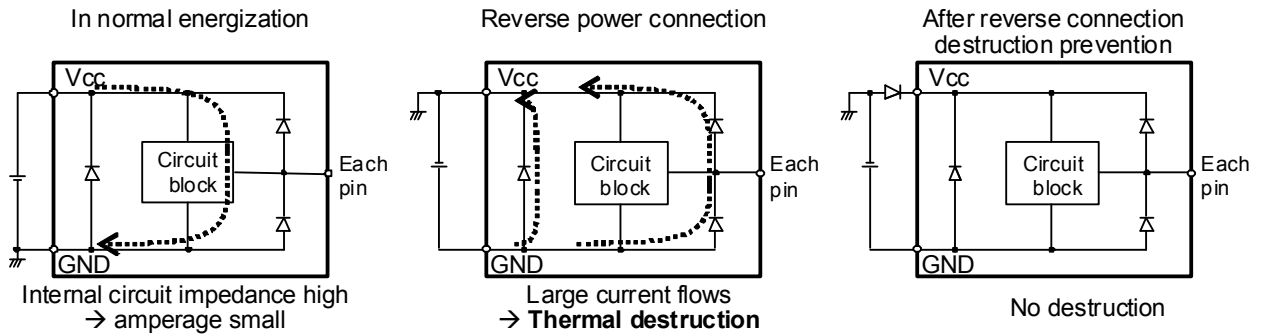 In normal energization
Vcc
Circuit
block
Each
pin
GND
Internal circuit impedance high
→ amperage small
Reverse power connection
Vcc
Circuit
block
Each
pin
GND
Large current flows
→ Thermal destruction
After reverse connection
destruction prevention
Vcc
Circuit
block
Each
pin
GND
No destruction